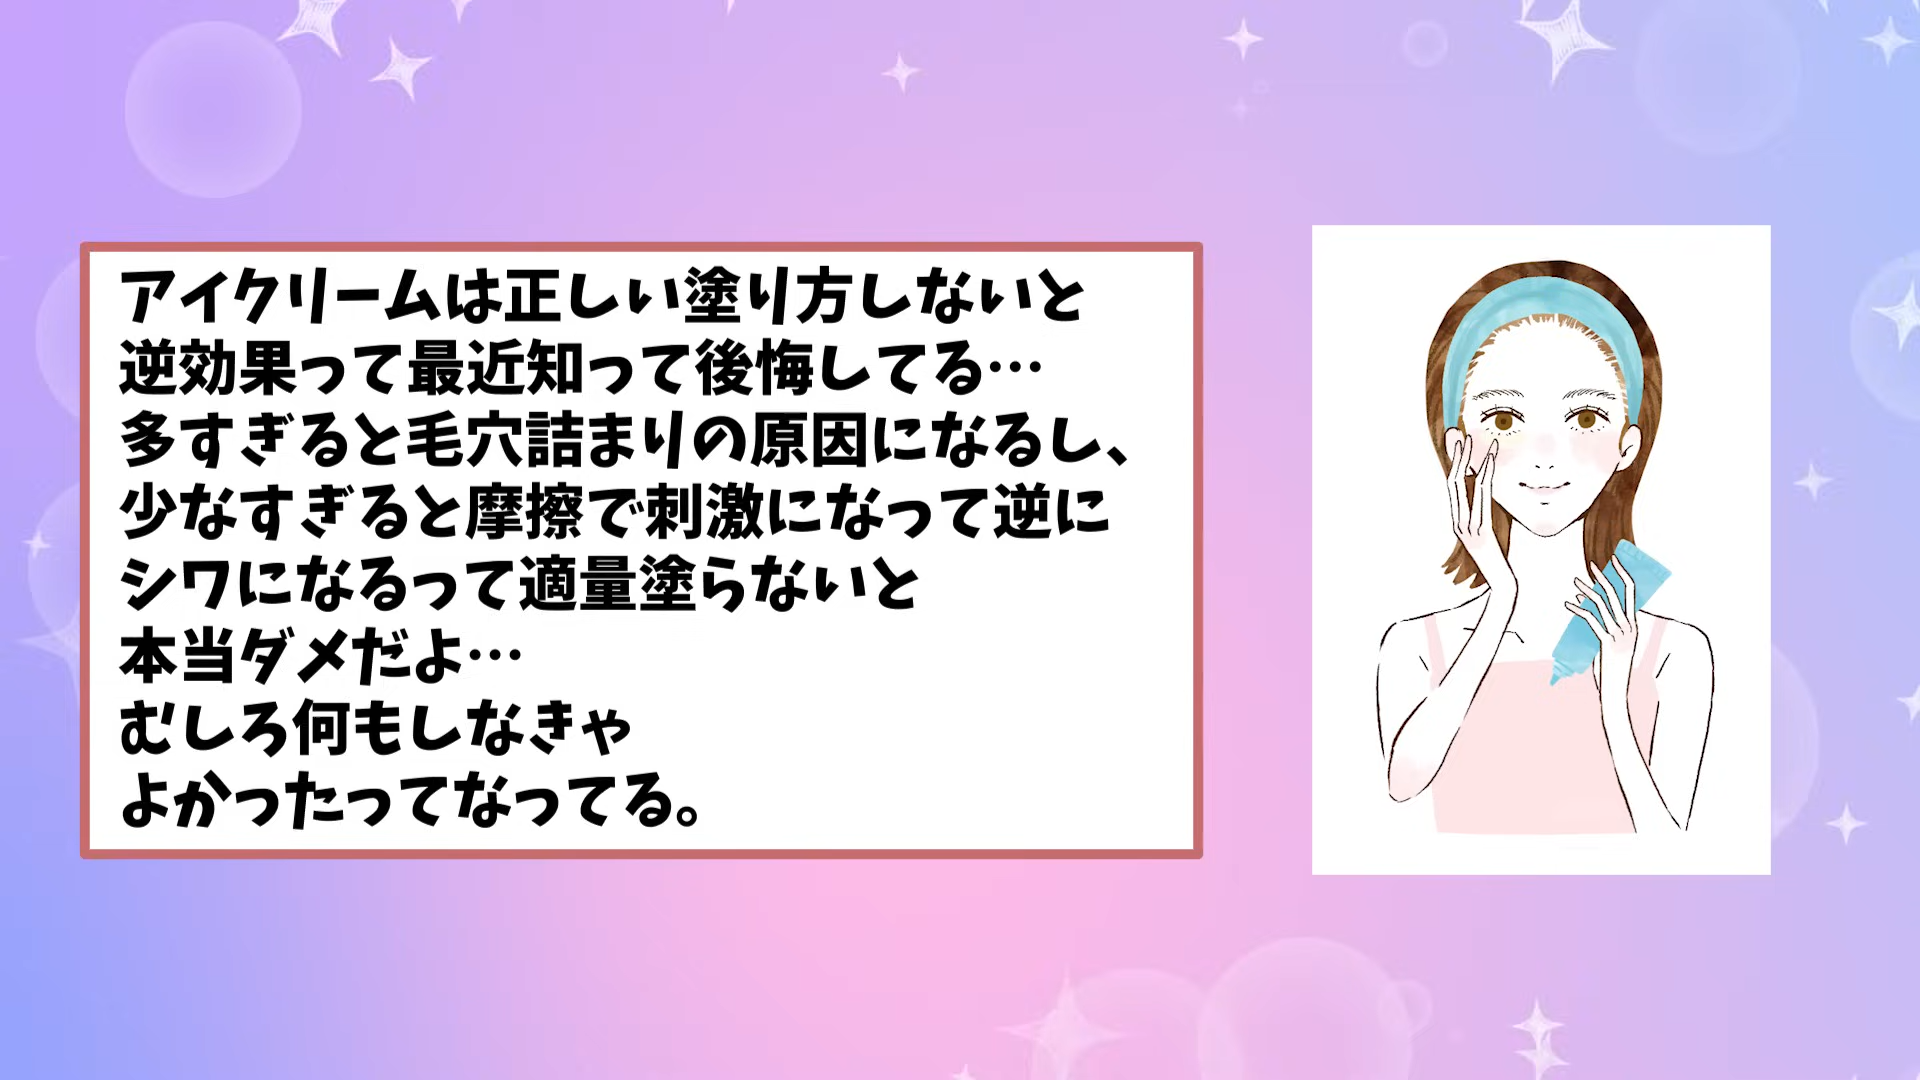 アイクリームは正しい塗り方しないと
逆効果って最近知って後悔してる…
多すぎると毛穴詰まりの原因になるし、
少なすぎると摩擦で刺激になって逆に
シワになるって適量塗らないと
本当ダメだよ…
むしろ何もしなきゃ
よかったってなってる。